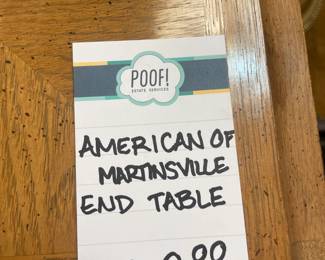 POOF!
ESTATE SERVICES
AMERICAN OF
MARTINSVILLE
END TABLE